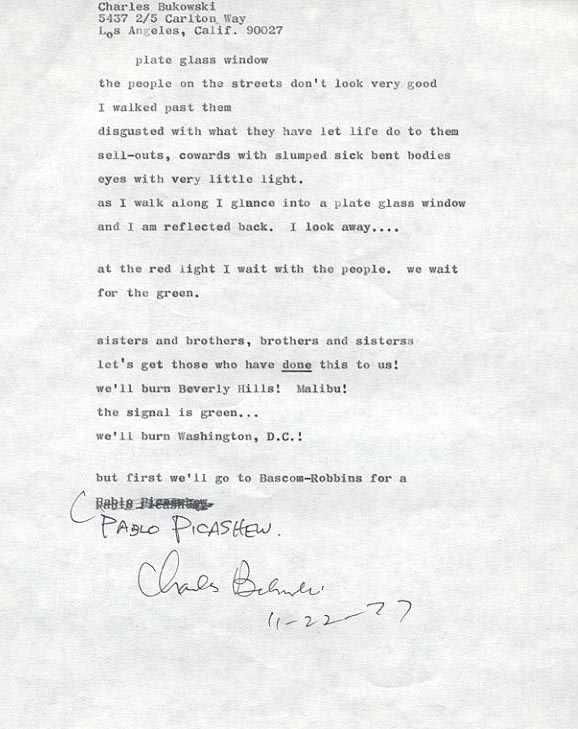 Charles Bukowski
5437 2/5 Carlton Way
Los Angeles, Calif. 90027
plate glass window
the people on the streets don't look very good
I walked past them
disgusted with what they have let life do to them
sell-outs, cowards with slumped sick bent bodies
eyes with very little light.
as I walk along I glance into a plate glass window
and I am reflected back. I look away....
at the red light I wait with the people. we wait
for the green.
sisters and brothers, brothers and sisterss
let's get those who have done this to us!
we'll burn Beverly Hills! Malibu!
the signal is green...
we'll burn Washington, D.C.!
but first we'll go to Bascom-Robbins for a
PABLO PICASHEW.
Charles Bukowski
11-22-77